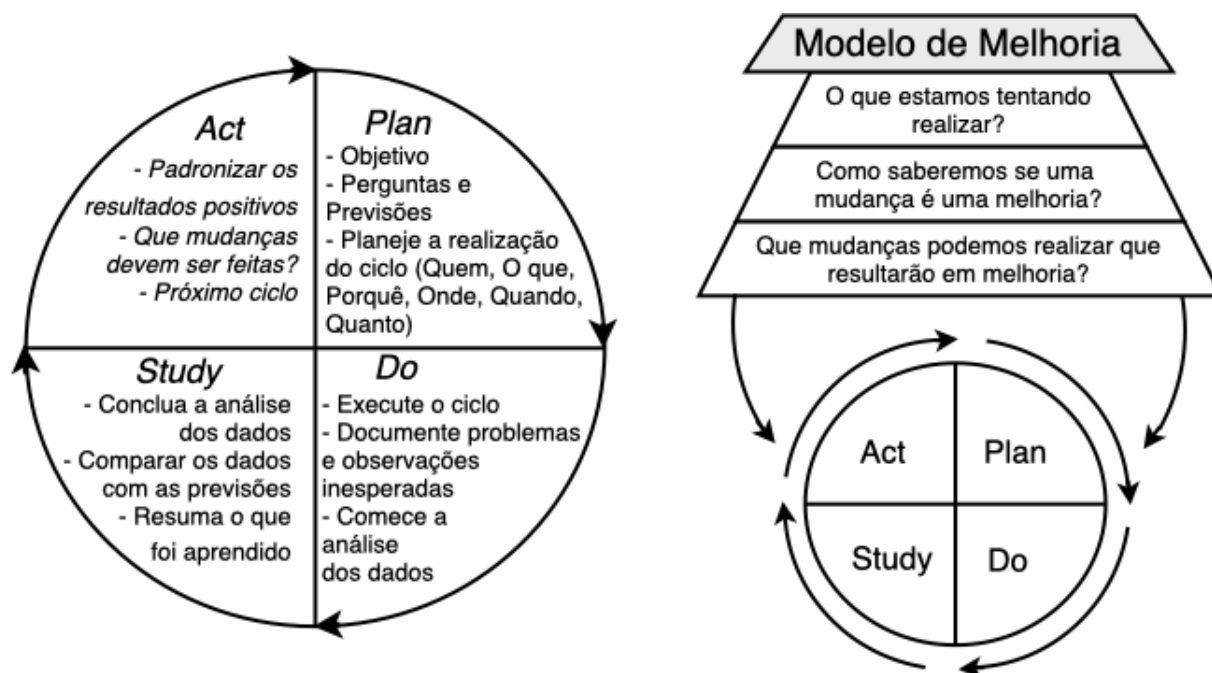 Act
- Padronizar os
resultados positivos
- Que mudanças
devem ser feitas?
- Próximo ciclo
Plan
- Objetivo
- Perguntas e
Previsões
- Planeje a realização
do ciclo (Quem, O que,
Porquê, Onde, Quando,
Quanto)
Study
- Conclua a análise
dos dados
- Comparar os dados
com as previsões
- Resuma o que
foi aprendido
Do
- Execute o ciclo
- Documente problemas
e observações
inesperadas
- Comece a
análise
dos dados
Modelo de Melhoria
O que estamos tentando
realizar?
Como saberemos se uma
mudança é uma melhoria?
Que mudanças podemos realizar que
resultarão em melhoria?
Act
Plan
Study
Do